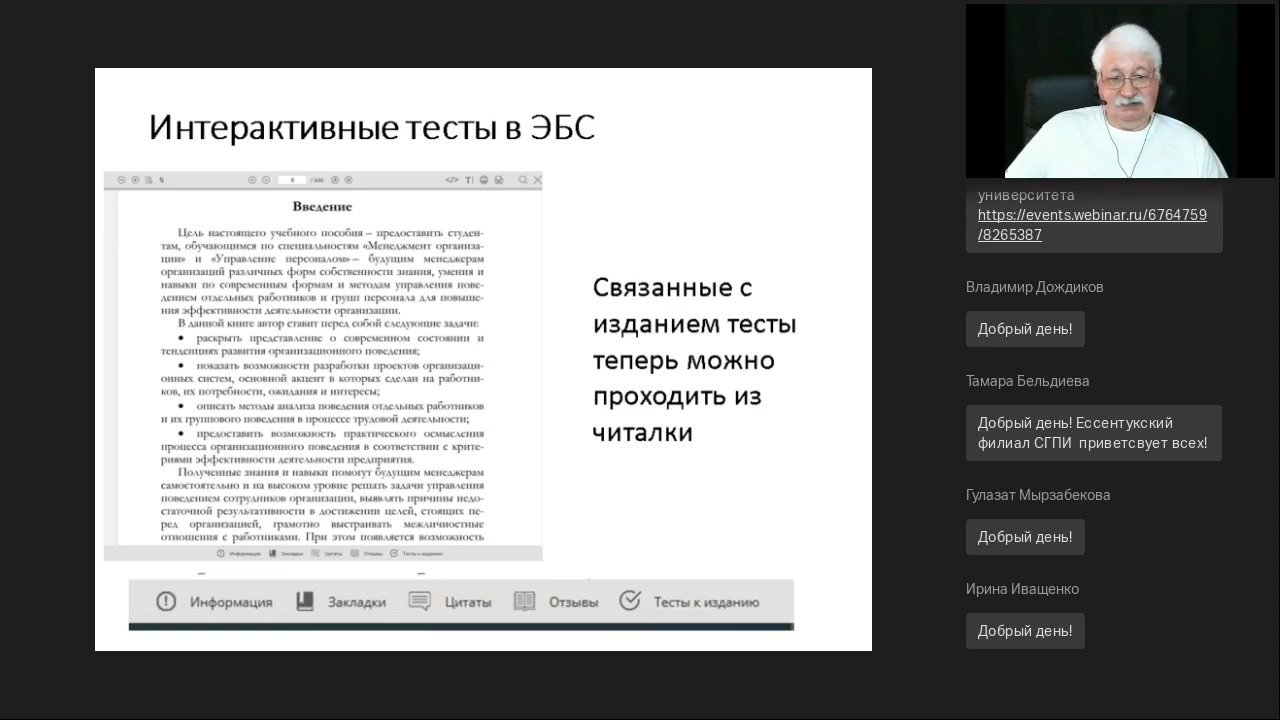 Интерактивные тесты в ЭБС
Введение
Цель настоящего учебного пособия – предоставить студен-
там, обучающимся по специальностям «Менеджмент организа-
ции» и «Управление персоналом» – будущим менеджерам
организаций различных форм собственности знания, умения и
навыки по современным формам и методам управления пове-
дением отдельных работников и групп персонала для повыше-
ния эффективности деятельности организации.
В данной книге автор ставит перед собой следующие задачи:
• раскрыть представление о современном состоянии и
тенденциях развития организационного поведения;
• показать возможности разработки проектов организаци-
онных систем, основной акцент в которых сделан на работни-
ков, их потребности, ожидания и интересы;
• описать методы анализа поведения отдельных работников
и их группового поведения в процессе трудовой деятельности;
• предоставить возможность практического осмысления
процесса организационного поведения в соответствии с крите-
риями эффективности деятельности предприятия.
Полученные знания и навыки помогут будущим менеджерам
самостоятельно и на высоком уровне решать задачи управления
поведением сотрудников организации, выявлять причины недо-
статочной результативности в достижении целей, стоящих пе-
ред организацией, грамотно выстраивать межличностные
отношения с работниками. При этом появляется возможность
Информация Закладки Цитаты Отзывы Тесты к изданию
Связанные с
изданием тесты
теперь можно
проходить из
читалки
Информация Закладки Цитаты Отзывы Тесты к изданию
университета
https://events.webinar.ru/6764759
/8265387
Владимир Дождиков
Добрый день!
Тамара Бельдиева
Добрый день! Ессентукский
филиал СГПИ приветсвует всех!
Гулазат Мырзабекова
Добрый день!
Ирина Иващенко
Добрый день!